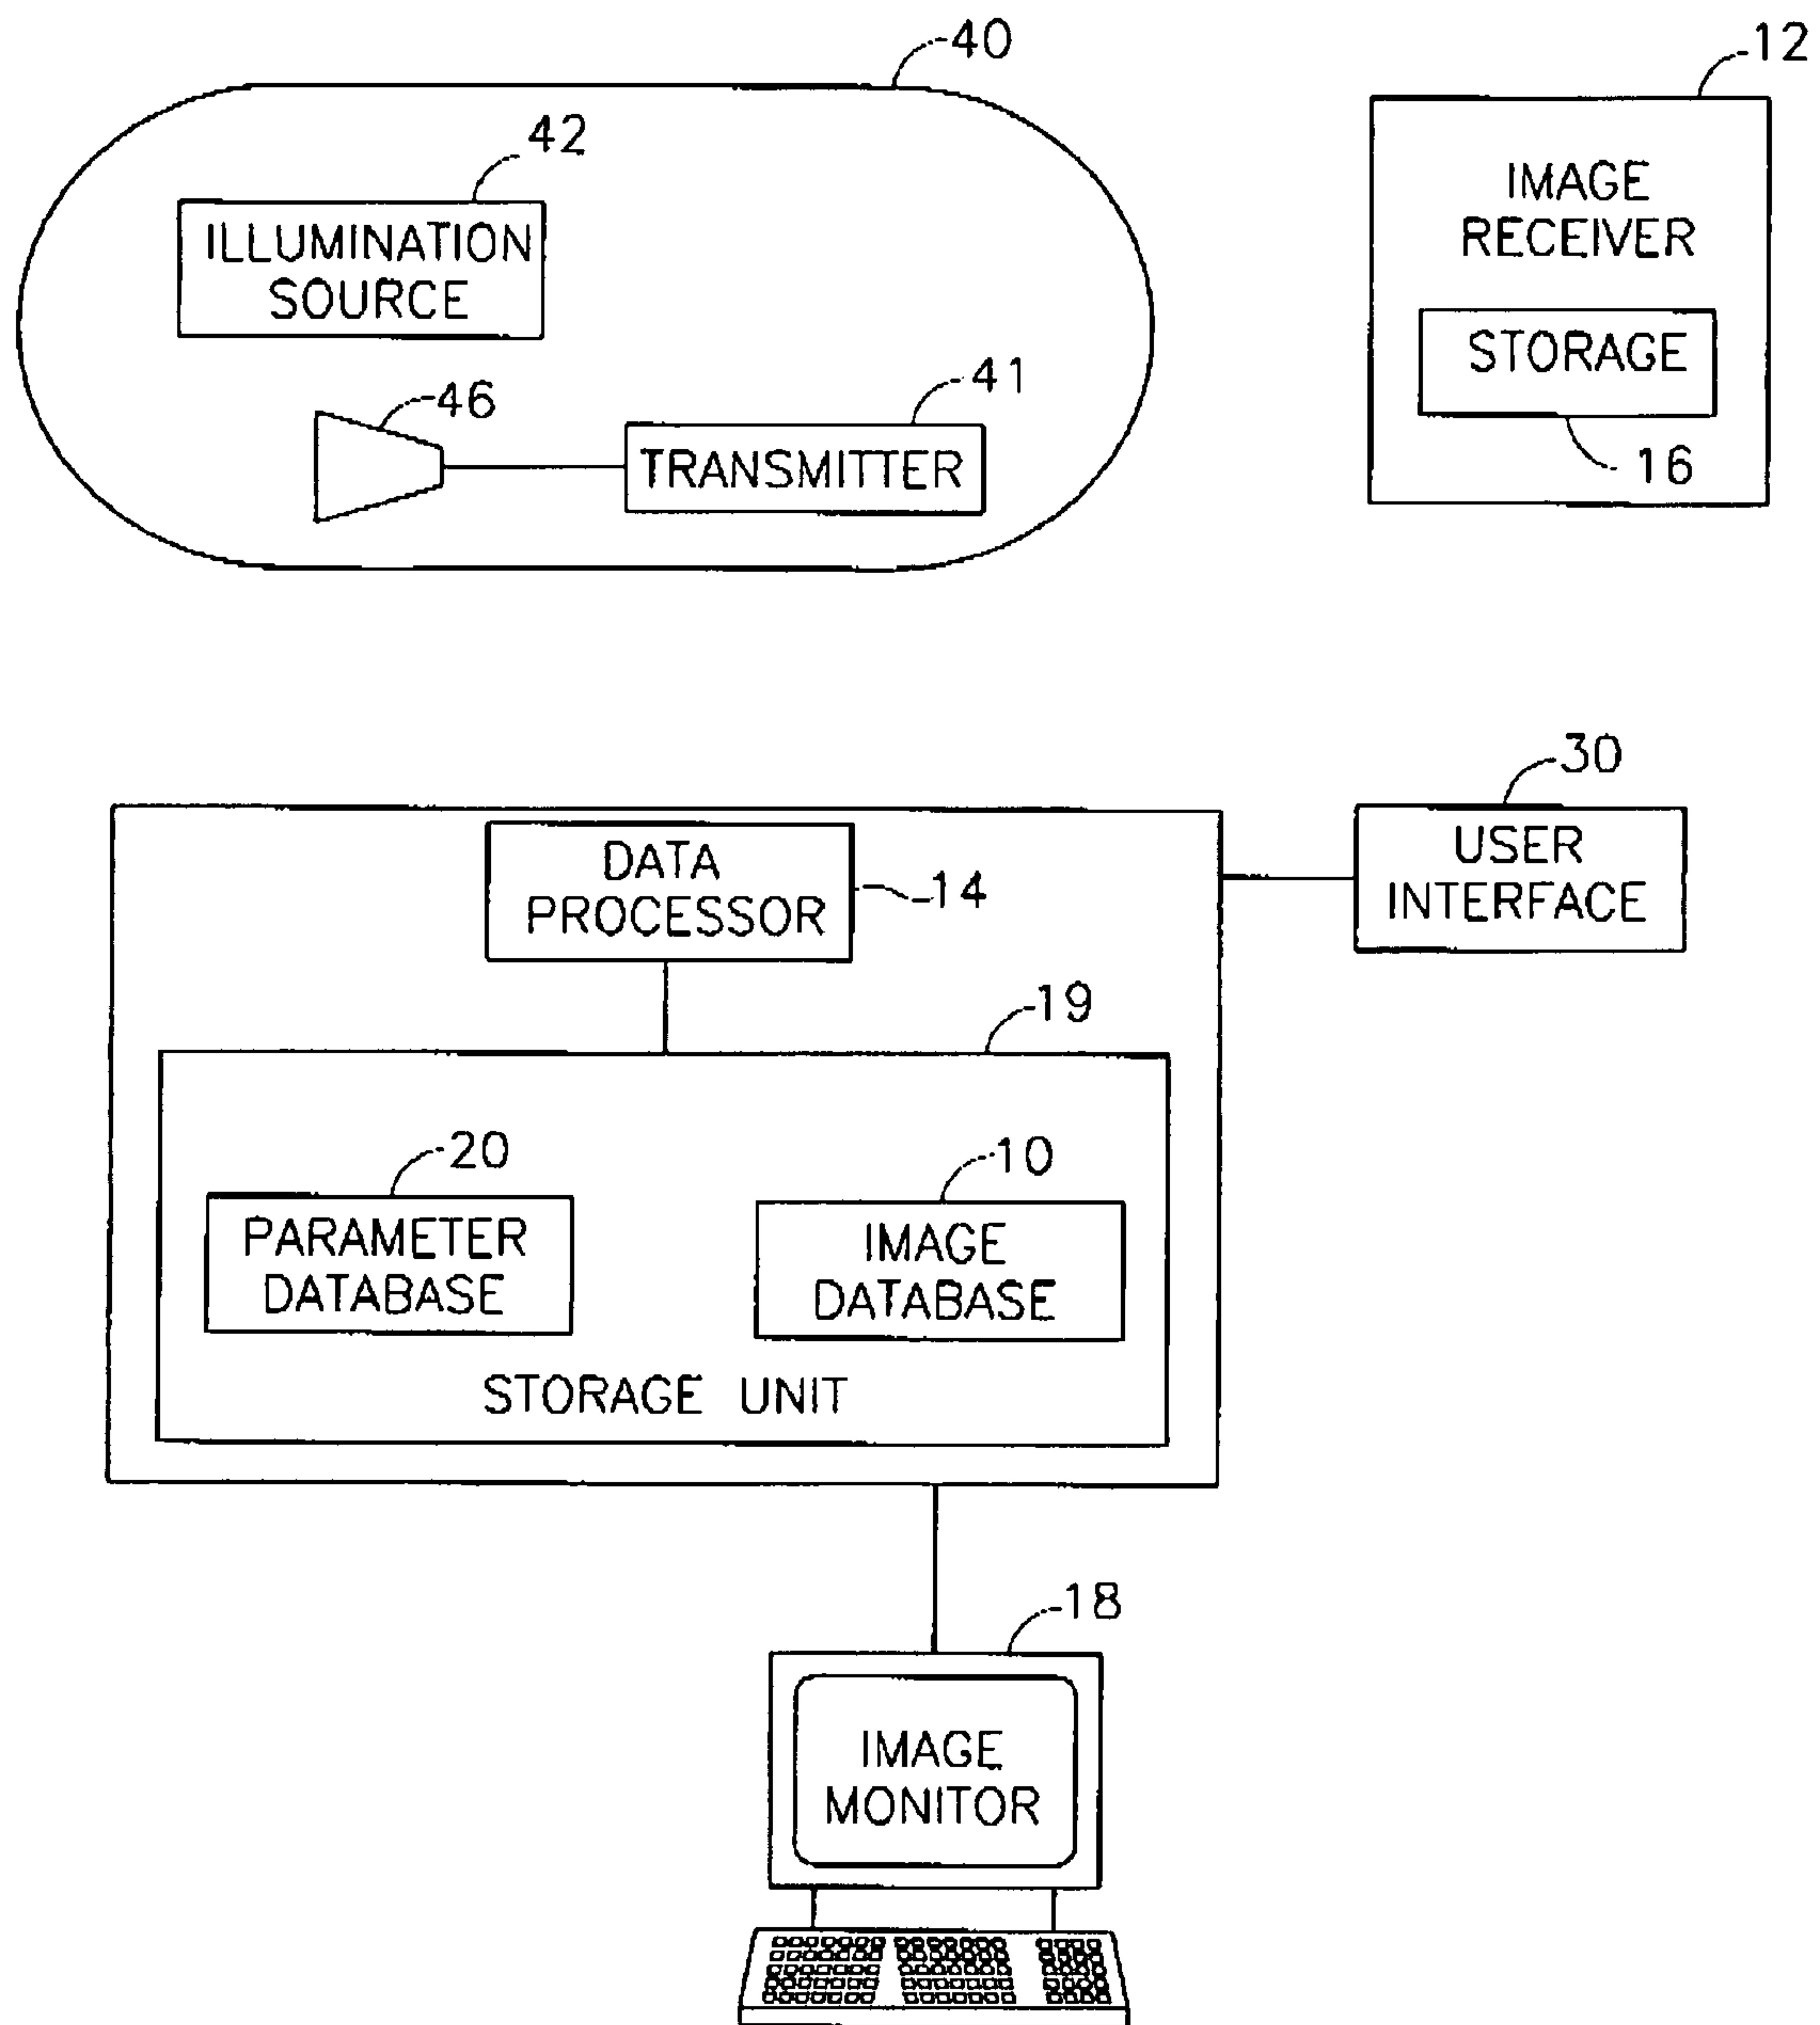 40
12
42
ILLUMINATION
SOURCE
IMAGE
RECEIVER
STORAGE
16
46
41
TRANSMITTER
30
USER
INTERFACE
DATA
PROCESSOR
14
19
20
10
PARAMETER
DATABASE
IMAGE
DATABASE
STORAGE UNIT
18
IMAGE
MONITOR